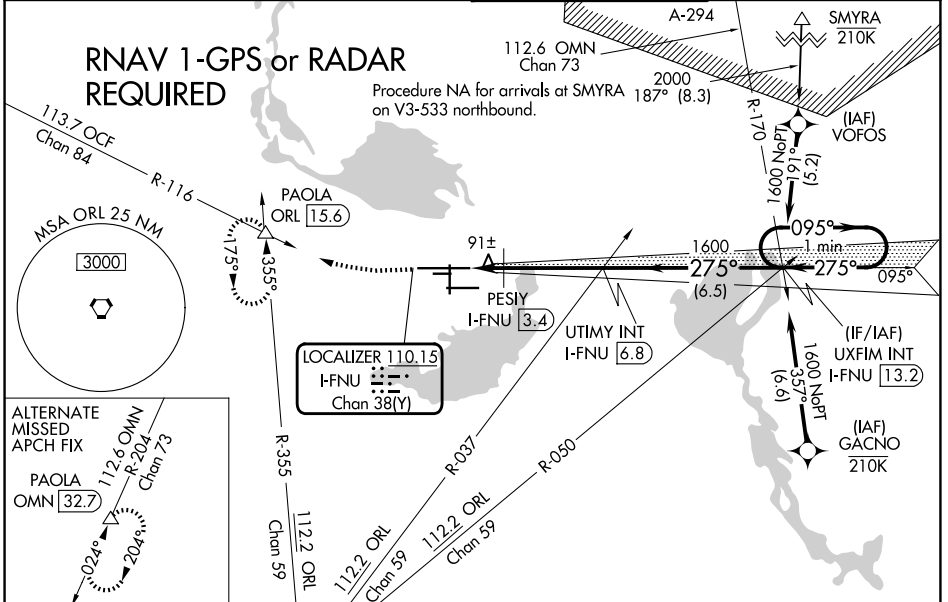 RNAV 1-GPS or RADAR
REQUIRED
A-294
SMYRA
210K
112.6 OMN
Chan 73
Procedure NA for arrivals at SMYRA
on V3-533 northbound.
2000
187° (8.3)
R-170
(IAF)
VOFOS
1600 NoPT
191°
(5.2)
113.7 OCF
Chan 84
R-116
PAOLA
ORL 15.6
175°
355°
MSA ORL 25 NM
3000
91±
1600
275°
(6.5)
095°
1 min
275°
095°
PESIY
I-FNU 3.4
UTIMY INT
I-FNU 6.8
(IF/IAF)
UXFIM INT
I-FNU 13.2
LOCALIZER 110.15
I-FNU
Chan 38(Y)
1600 NoPT
357°
(6.6)
(IAF)
GACNO
210K
ALTERNATE
MISSED
APCH FIX
112.6 OMN
R-204
Chan 73
PAOLA
OMN 32.7
024°
204°
R-355
112.2 ORL
Chan 59
R-037
112.2 ORL
Chan 59
R-050
112.2 ORL
Chan 59